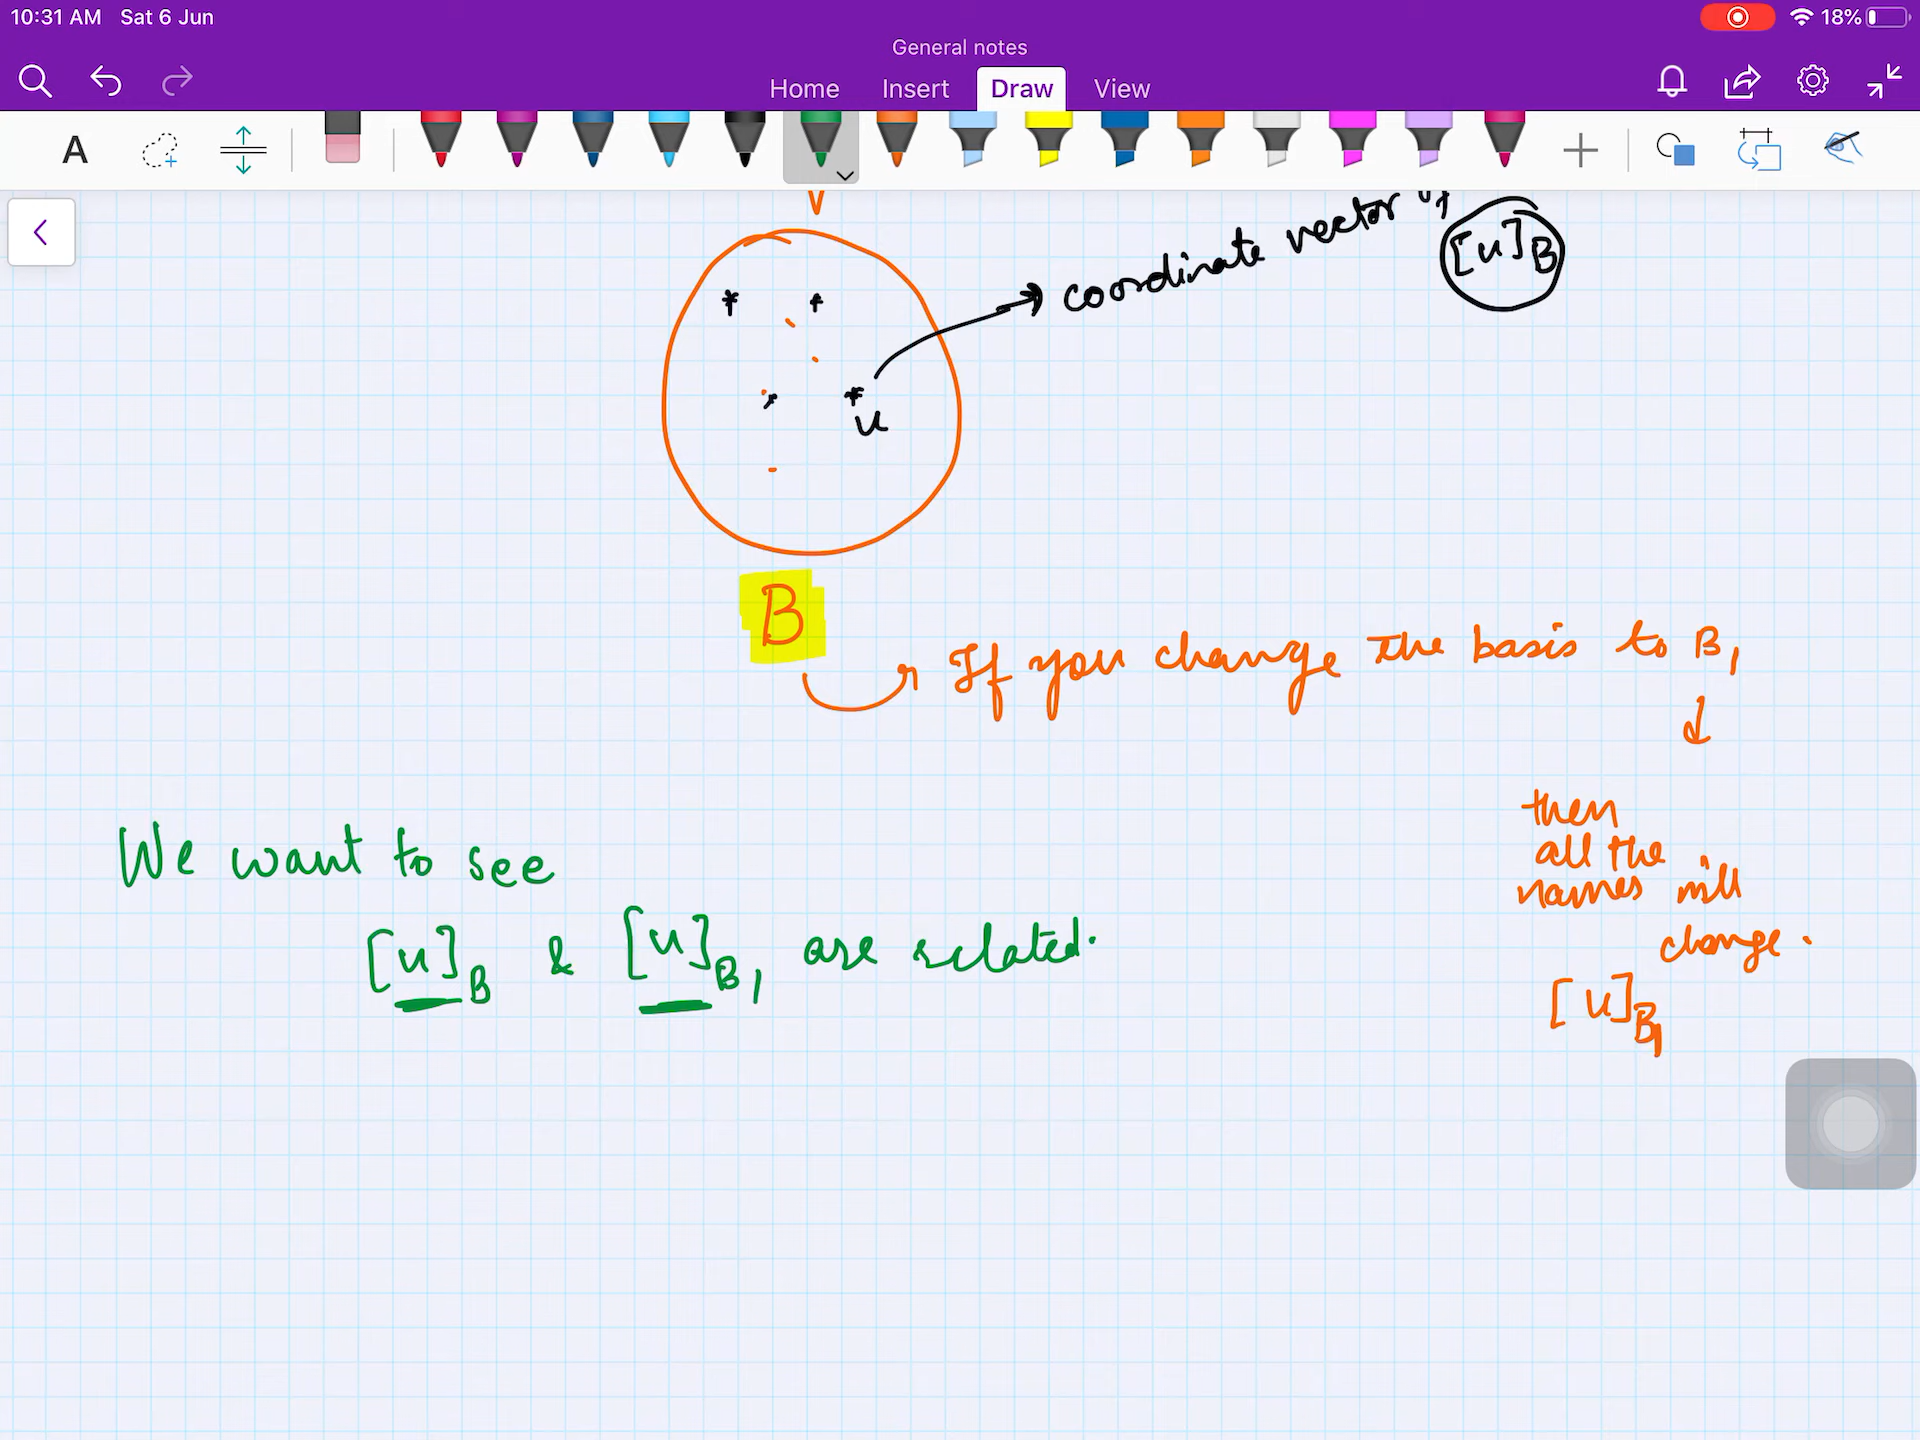 10:31 AM Sat 6 Jun
18%
General notes
Home Insert Draw View
A
V
coordinate vector of
[u]B
u
B
If you change the basis to B1
then
all the
names will
change.
[u]B1
We want to see
[u]B & [u]B1 are related.